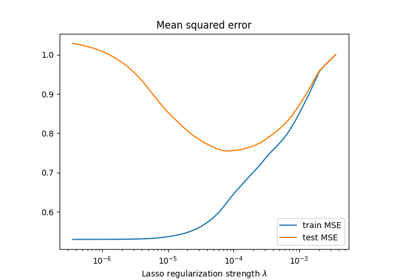 Mean squared error
1.0
0.9
0.8
0.7
0.6
10⁻⁶
10⁻⁵
10⁻⁴
10⁻³
Lasso regularization strength λ
train MSE
test MSE